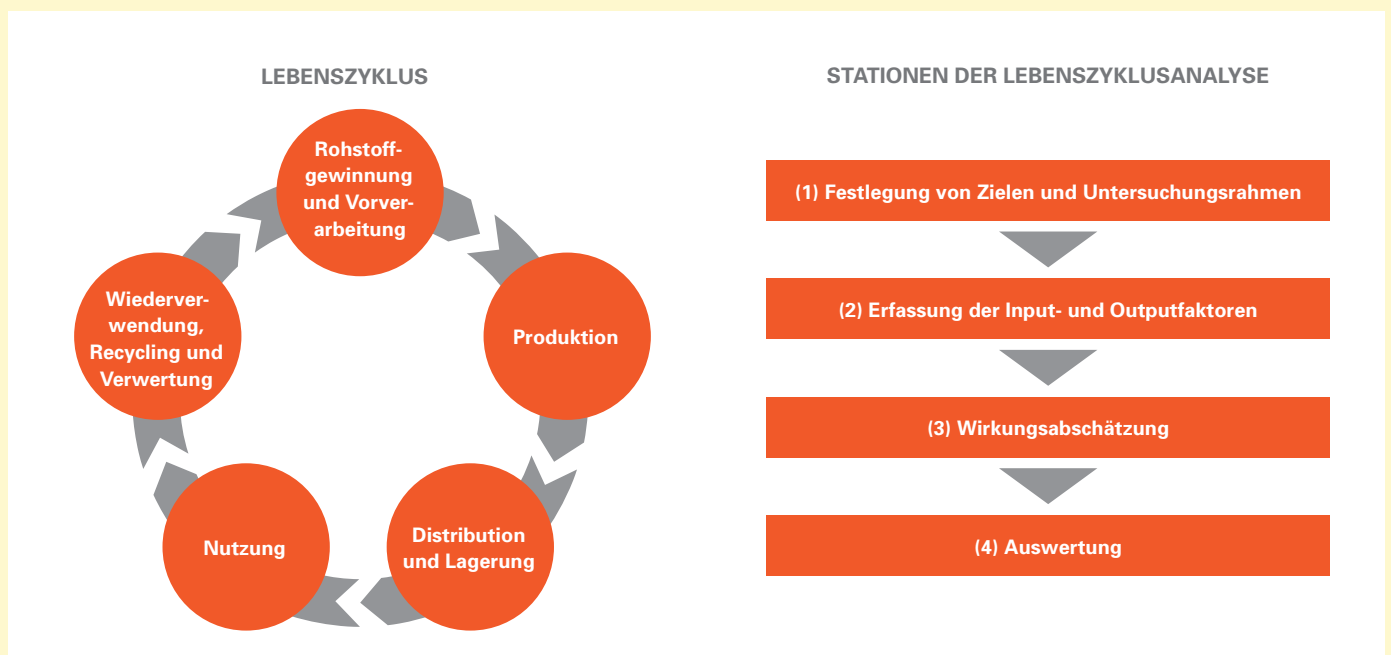 LEBENSZYKLUS
Rohstoff-
gewinnung
und Vorver-
arbeitung
Produktion
Distribution
und Lagerung
Nutzung
Wiederver-
wendung,
Recycling und
Verwertung
STATIONEN DER LEBENSZYKLUSANALYSE
(1) Festlegung von Zielen und Untersuchungsrahmen
(2) Erfassung der Input- und Outputfaktoren
(3) Wirkungsabschätzung
(4) Auswertung